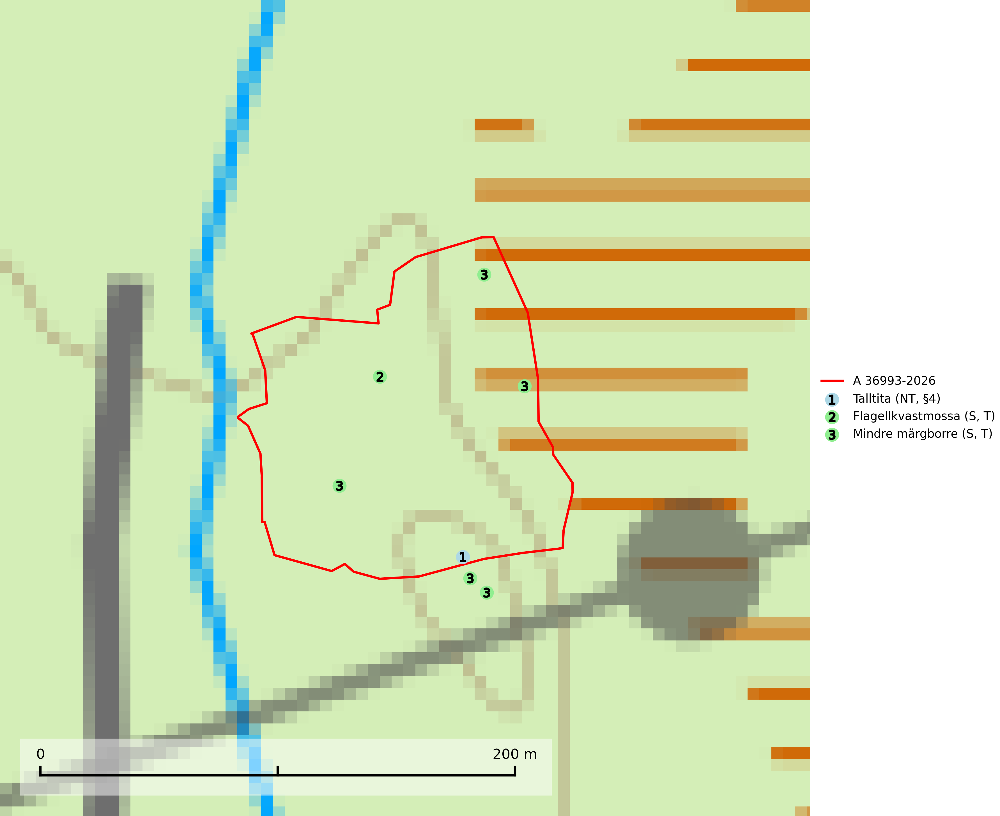 3
2
3
3
1
3
3
0
200 m
A 36993-2026
1 Talltita (NT, §4)
2 Flagellkvastmossa (S, T)
3 Mindre märgborre (S, T)